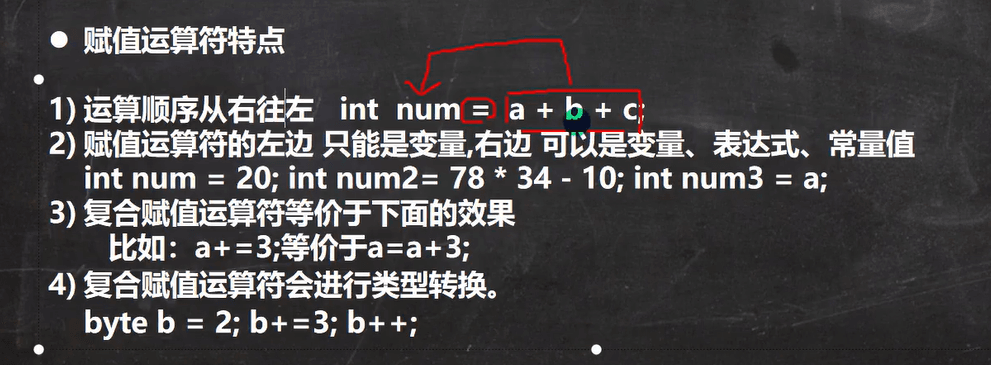 ● 赋值运算符特点
1) 运算顺序从右往左 int num = a + b + c;
2) 赋值运算符的左边 只能是变量,右边 可以是变量、表达式、常量值
int num = 20; int num2= 78 * 34 - 10; int num3 = a;
3) 复合赋值运算符等价于下面的效果
比如：a+=3;等价于a=a+3;
4) 复合赋值运算符会进行类型转换。
byte b = 2; b+=3; b++;